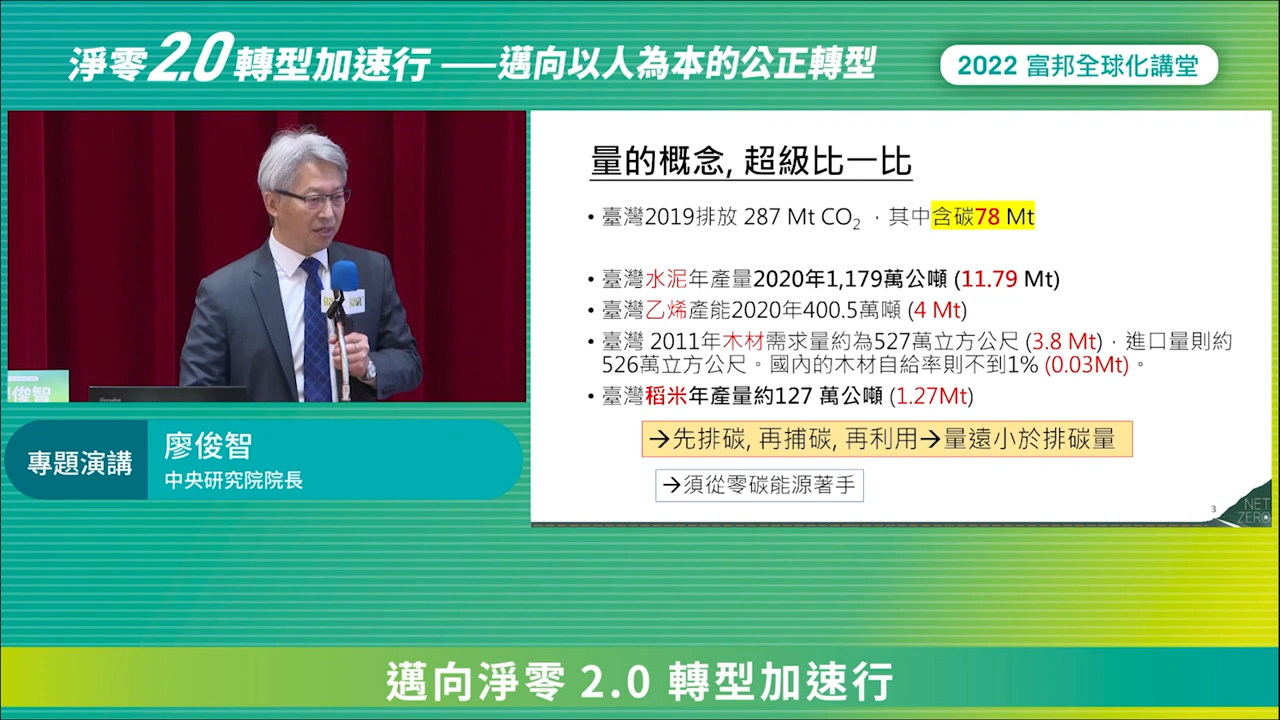 淨零2.0轉型加速行——邁向以人為本的公正轉型
2022 富邦全球化講堂
量的概念, 超級比一比
• 臺灣2019排放 287 Mt CO2 ，其中含碳78 Mt
• 臺灣水泥年產量2020年1,179萬公噸 (11.79 Mt)
• 臺灣乙烯產能2020年400.5萬噸 (4 Mt)
• 臺灣 2011年木材需求量約為527萬立方公尺 (3.8 Mt)，進口量則約
526萬立方公尺。國內的木材自給率則不到1% (0.03Mt)。
• 臺灣稻米年產量約127 萬公噸 (1.27Mt)
→先排碳, 再捕碳, 再利用→量遠小於排碳量
→須從零碳能源著手
3
NET
ZERO
俊智
專題演講
廖俊智
中央研究院院長
邁向淨零 2.0 轉型加速行